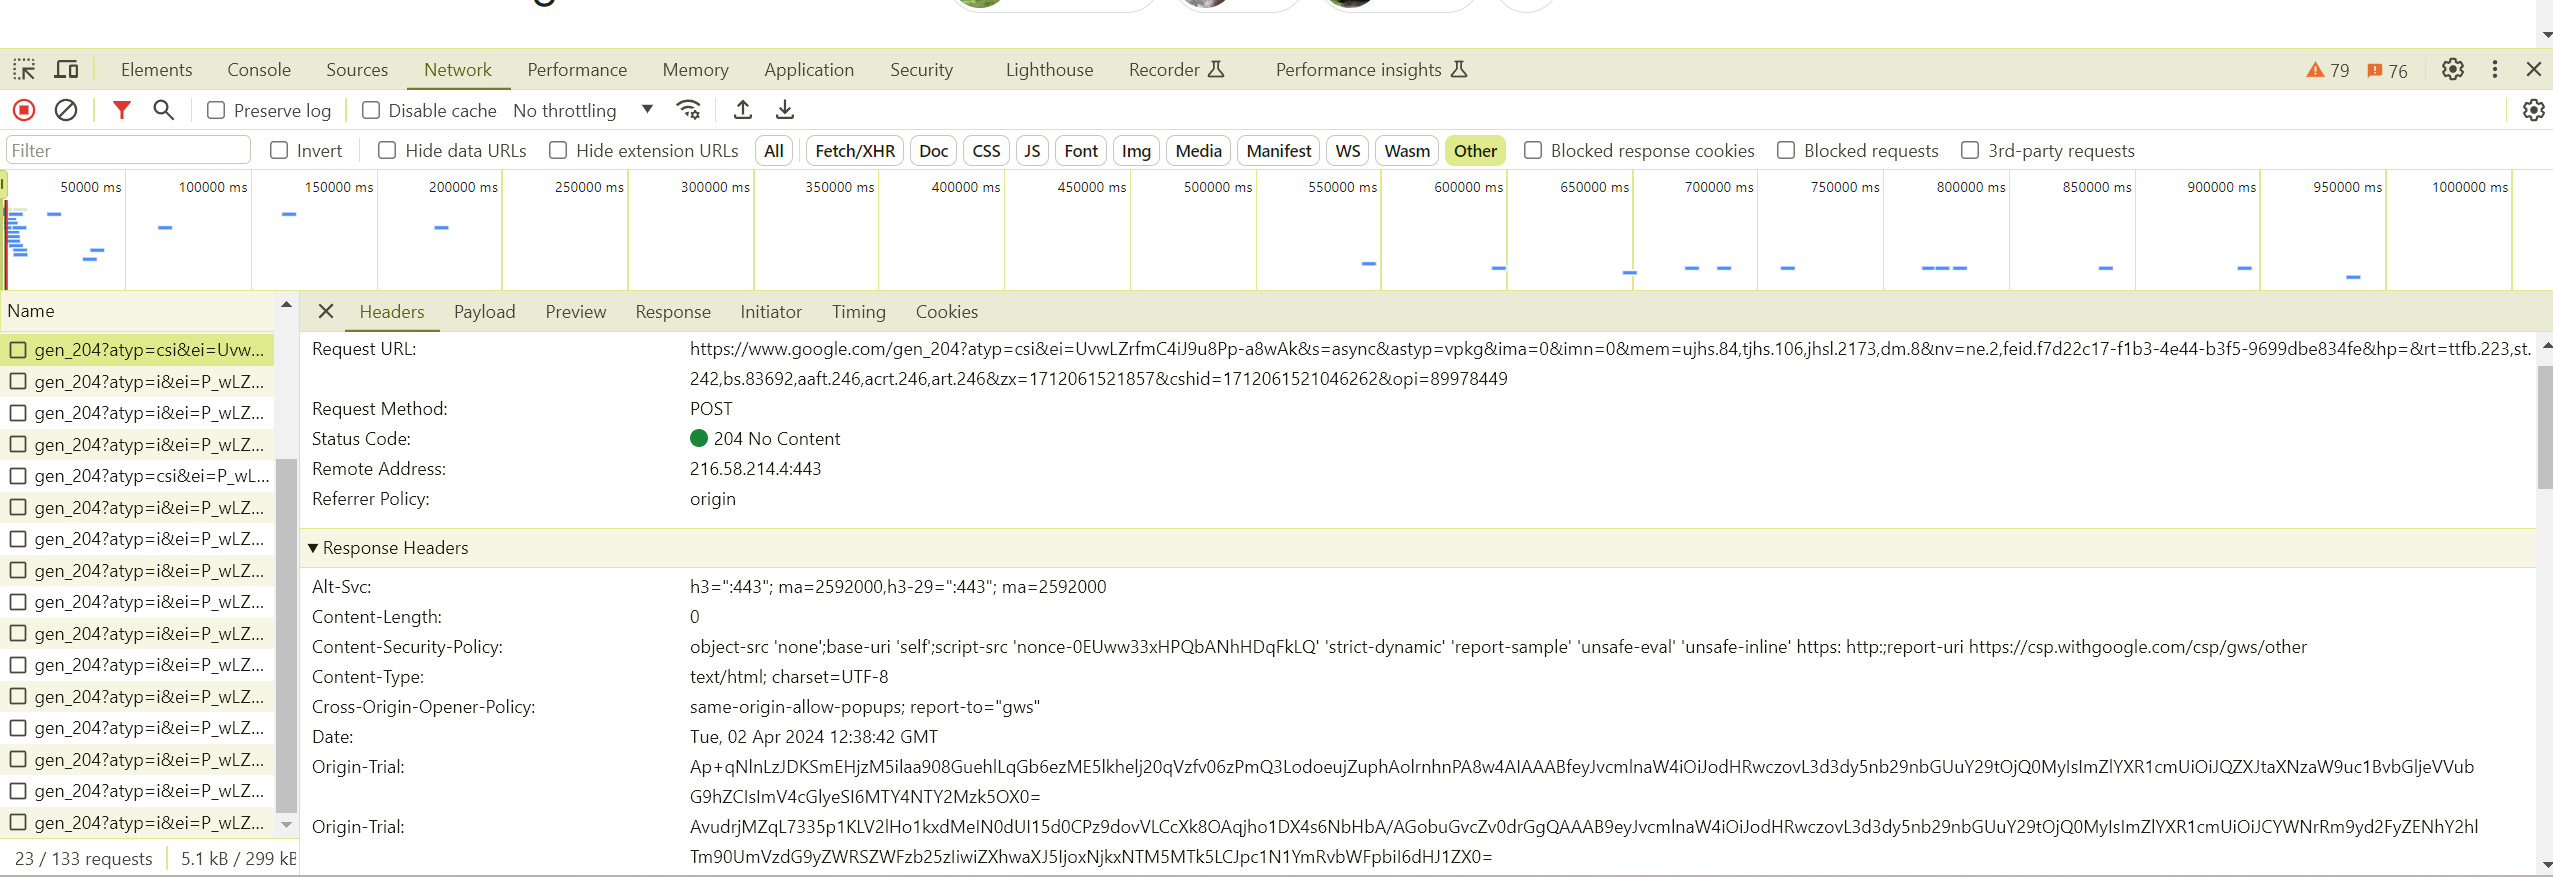 Elements Console Sources Network Performance Memory Application Security Lighthouse Recorder Performance insights 79 76
Preserve log Disable cache No throttling
Filter Invert Hide data URLs Hide extension URLs All Fetch/XHR Doc CSS JS Font Img Media Manifest WS Wasm Other Blocked response cookies Blocked requests 3rd-party requests
50000 ms 100000 ms 150000 ms 200000 ms 250000 ms 300000 ms 350000 ms 400000 ms 450000 ms 500000 ms 550000 ms 600000 ms 650000 ms 700000 ms 750000 ms 800000 ms 850000 ms 900000 ms 950000 ms 1000000 ms
Name
gen_204?atyp=csi&ei=Uvw...
gen_204?atyp=i&ei=P_wLZ...
gen_204?atyp=i&ei=P_wLZ...
gen_204?atyp=i&ei=P_wLZ...
gen_204?atyp=csi&ei=P_wL...
gen_204?atyp=i&ei=P_wLZ...
gen_204?atyp=i&ei=P_wLZ...
gen_204?atyp=i&ei=P_wLZ...
gen_204?atyp=i&ei=P_wLZ...
gen_204?atyp=i&ei=P_wLZ...
gen_204?atyp=i&ei=P_wLZ...
gen_204?atyp=i&ei=P_wLZ...
gen_204?atyp=i&ei=P_wLZ...
gen_204?atyp=i&ei=P_wLZ...
gen_204?atyp=i&ei=P_wLZ...
gen_204?atyp=i&ei=P_wLZ...
23 / 133 requests 5.1 kB / 299 kB
Headers Payload Preview Response Initiator Timing Cookies
Request URL: https://www.google.com/gen_204?atyp=csi&ei=UvwLZrfmC4iJ9u8Pp-a8wAk&s=async&astyp=vpkg&ima=0&imn=0&mem=ujhs.84,tjhs.106,jhsl.2173,dm.8&nv=ne.2,feid.f7d22c17-f1b3-4e44-b3f5-9699dbe834fe&hp=&rt=ttfb.223,st.
242,bs.83692,aaft.246,acrt.246,art.246&zx=1712061521857&cshid=1712061521046262&opi=89978449
Request Method: POST
Status Code: 204 No Content
Remote Address: 216.58.214.4:443
Referrer Policy: origin
Response Headers
Alt-Svc: h3=":443"; ma=2592000,h3-29=":443"; ma=2592000
Content-Length: 0
Content-Security-Policy: object-src 'none';base-uri 'self';script-src 'nonce-0EUww33xHPQbANhHDqFkLQ' 'strict-dynamic' 'report-sample' 'unsafe-eval' 'unsafe-inline' https: http:;report-uri https://csp.withgoogle.com/csp/gws/other
Content-Type: text/html; charset=UTF-8
Cross-Origin-Opener-Policy: same-origin-allow-popups; report-to="gws"
Date: Tue, 02 Apr 2024 12:38:42 GMT
Origin-Trial: Ap+qNlnLzJDKSmEHjzM5ilaa908GuehlLqGb6ezME5lkhelj20qVzfv06zPmQ3LodoeujZuphAolrnhnPA8w4AIAAABfeyJvcmlnaW4iOiJodHRwczovL3d3dy5nb29nbGUuY29tOjQ0MyIsImZlYXR1cmUiOiJQZXJtaXNzaW9uc1BvbGljeVVub
G9hZCIsImV4cGlyeSI6MTY4NTY2Mzk5OX0=
Origin-Trial: AvudrjMZqL7335p1KLV2lHo1kxdMeIN0dUI15d0CPz9dovVLCcXk8OAqjho1DX4s6NbHbA/AGobuGvcZv0drGgQAAAB9eyJvcmlnaW4iOiJodHRwczovL3d3dy5nb29nbGUuY29tOjQ0MyIsImZlYXR1cmUiOiJCYWNrRm9yd2FyZENhY2hl
Tm90UmVzdG9yZWRSZWFzb25zIiwiZXhwaXJ5IjoxNjkxNTM5MTk5LCJpc1N1YmRvbWFpbiI6dHJ1ZX0=